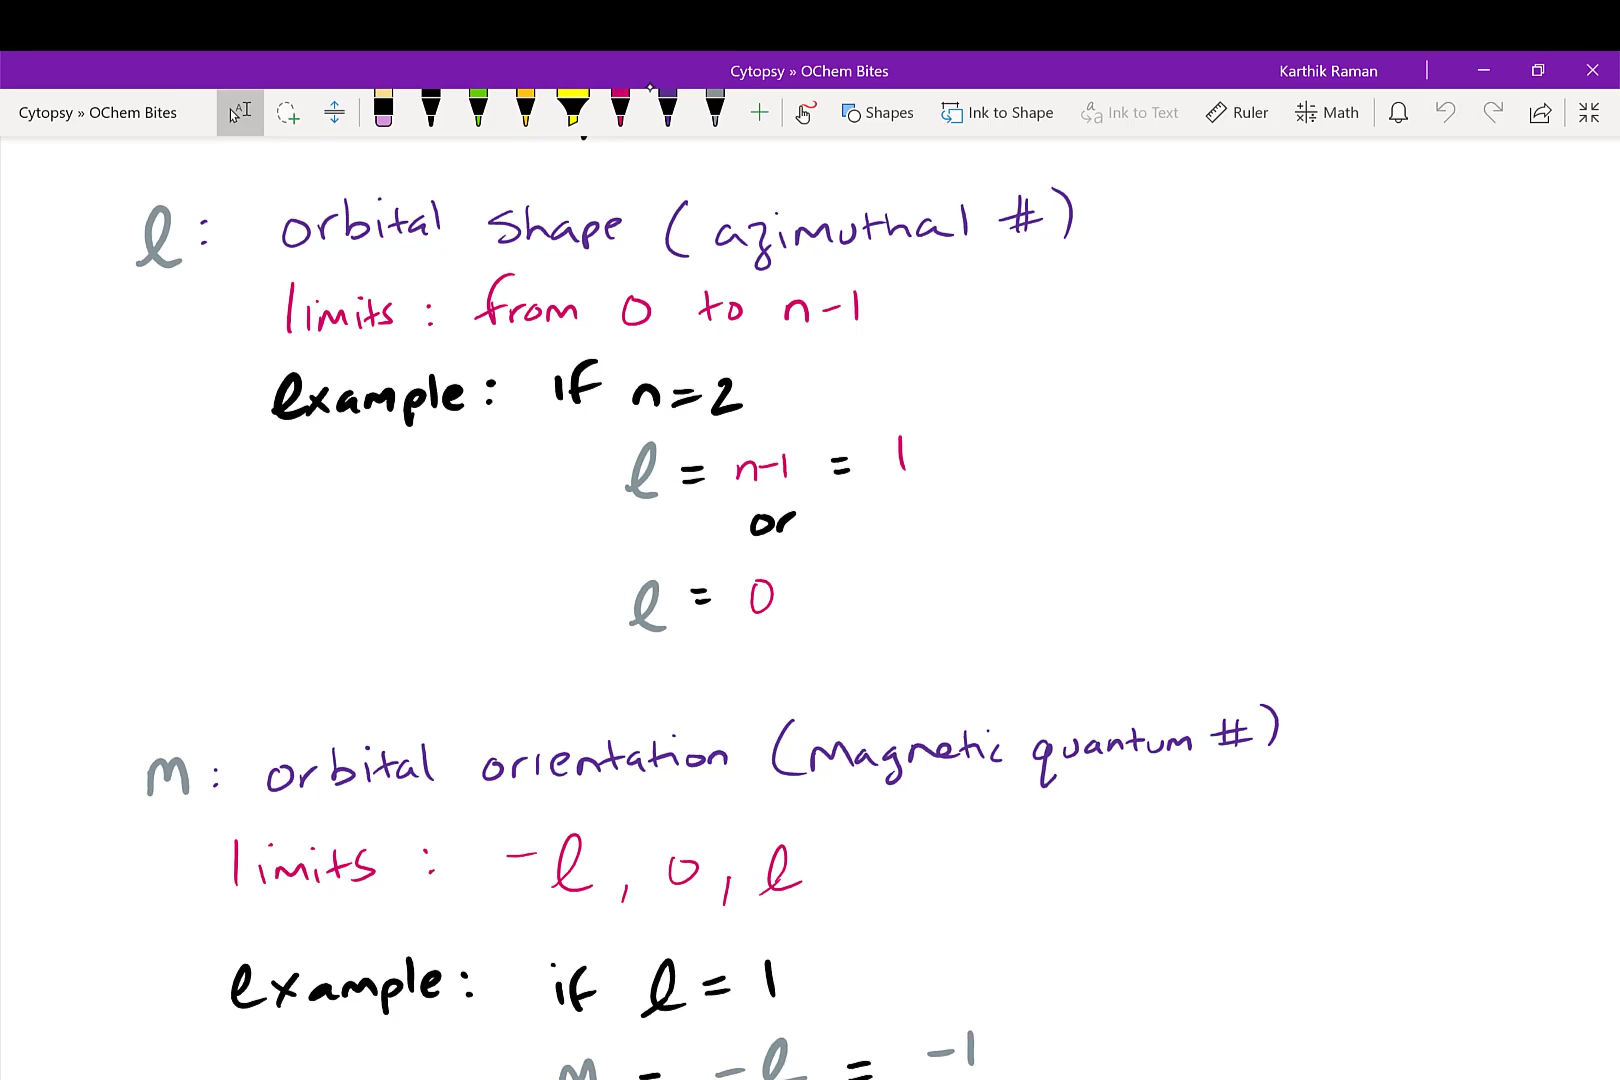 Cytopsy » OChem Bites
Karthik Raman
Cytopsy » OChem Bites
Shapes
Ink to Shape
Ink to Text
Ruler
Math
l : orbital shape (azimuthal #)
limits : from 0 to n-1
example : if n=2
l = n-1 = 1
or
l = 0
m : orbital orientation (Magnetic quantum #)
limits : -l, 0, l
example : if l = 1
m = -l = -1